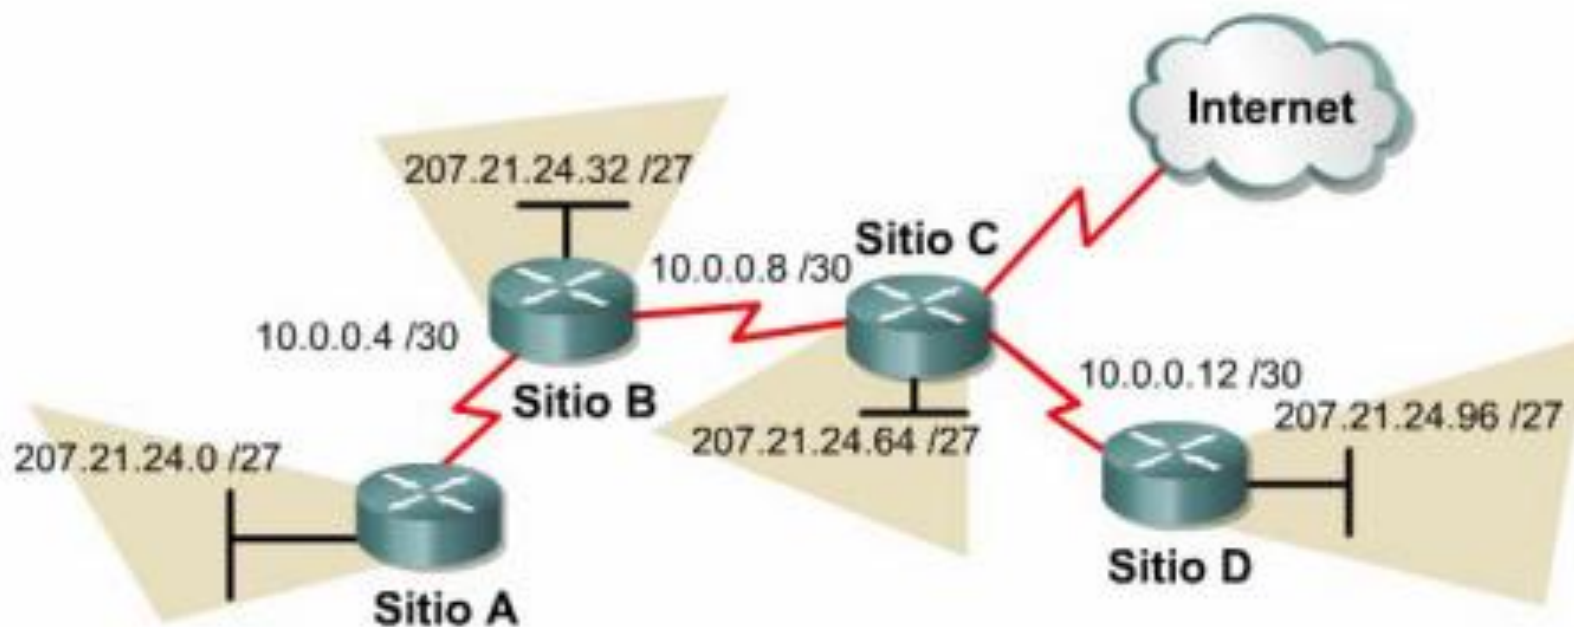 Internet
207.21.24.32 /27
Sitio C
10.0.0.8 /30
10.0.0.4 /30
Sitio B
10.0.0.12 /30
207.21.24.96 /27
207.21.24.64 /27
207.21.24.0 /27
Sitio D
Sitio A